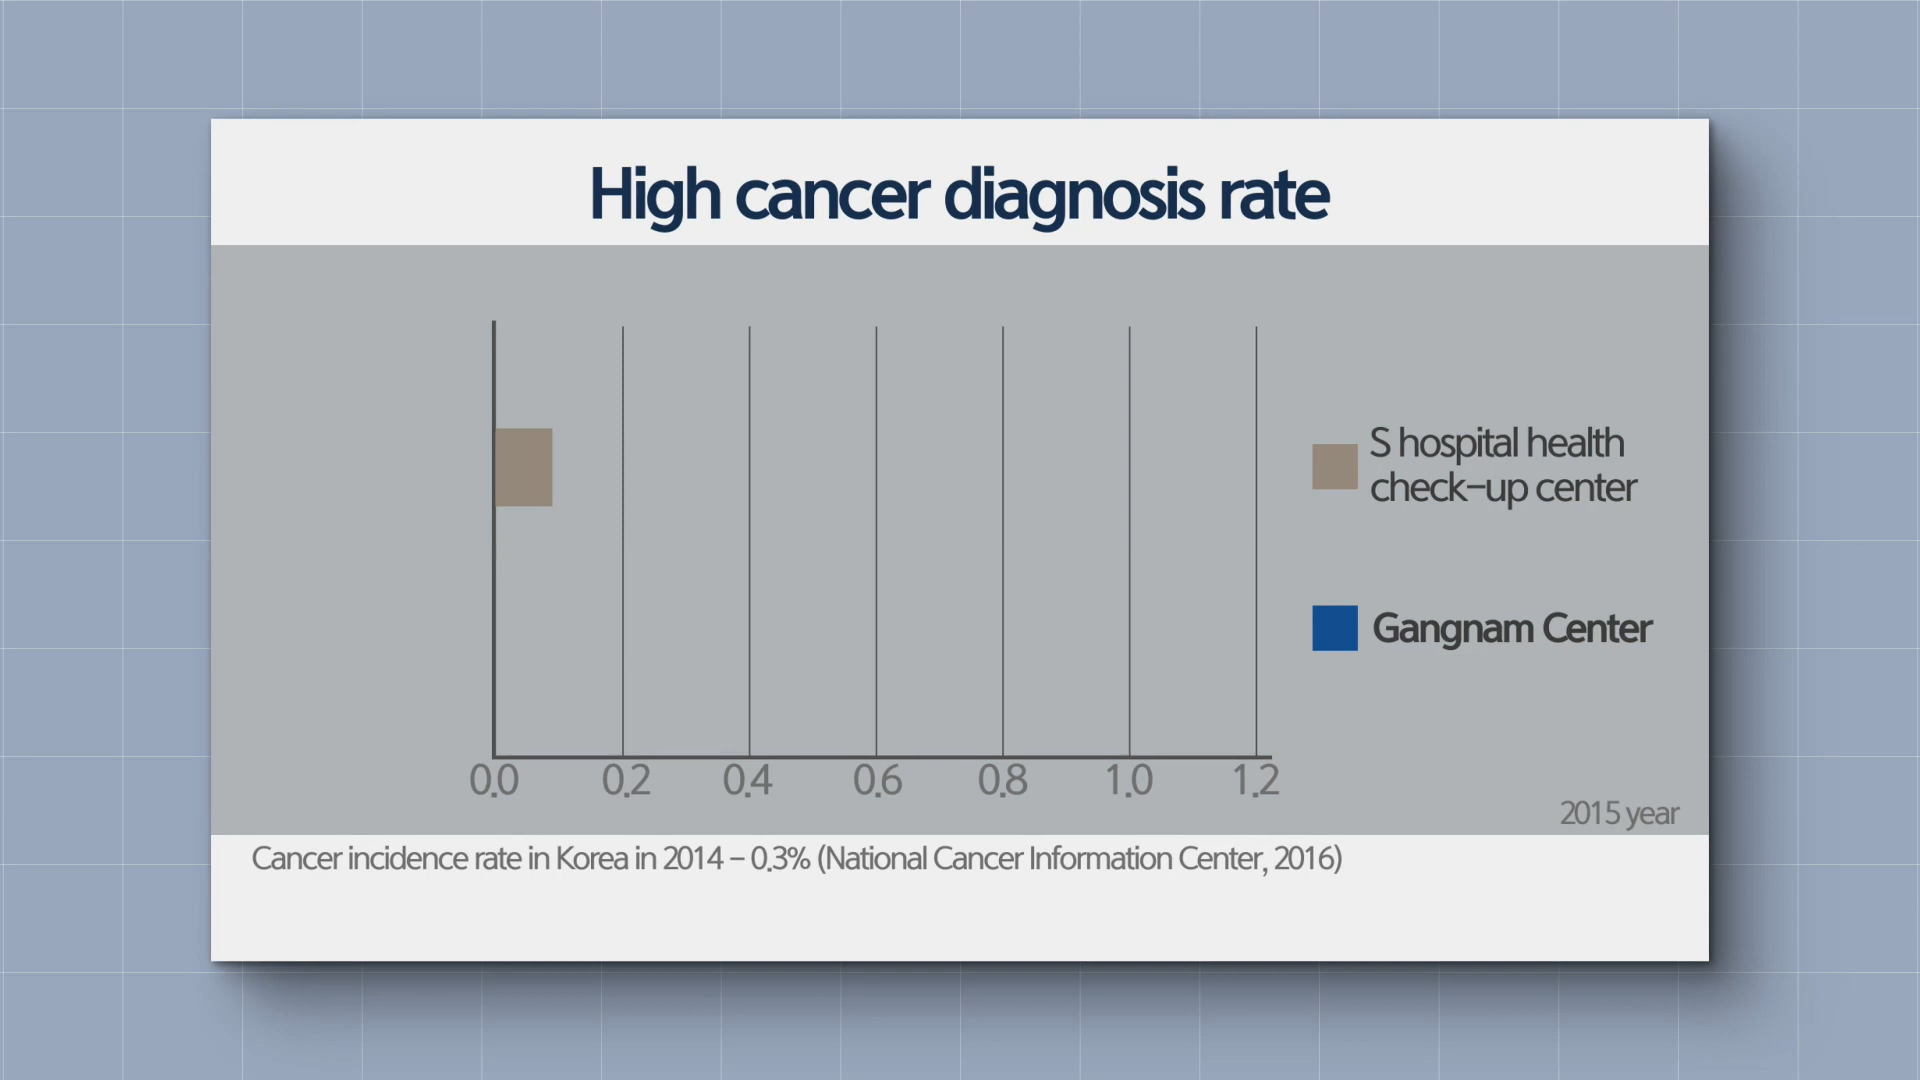 High cancer diagnosis rate
S hospital health
check-up center
Gangnam Center
0.0 0.2 0.4 0.6 0.8 1.0 1.2
2015 year
Cancer incidence rate in Korea in 2014 - 0.3% (National Cancer Information Center, 2016)